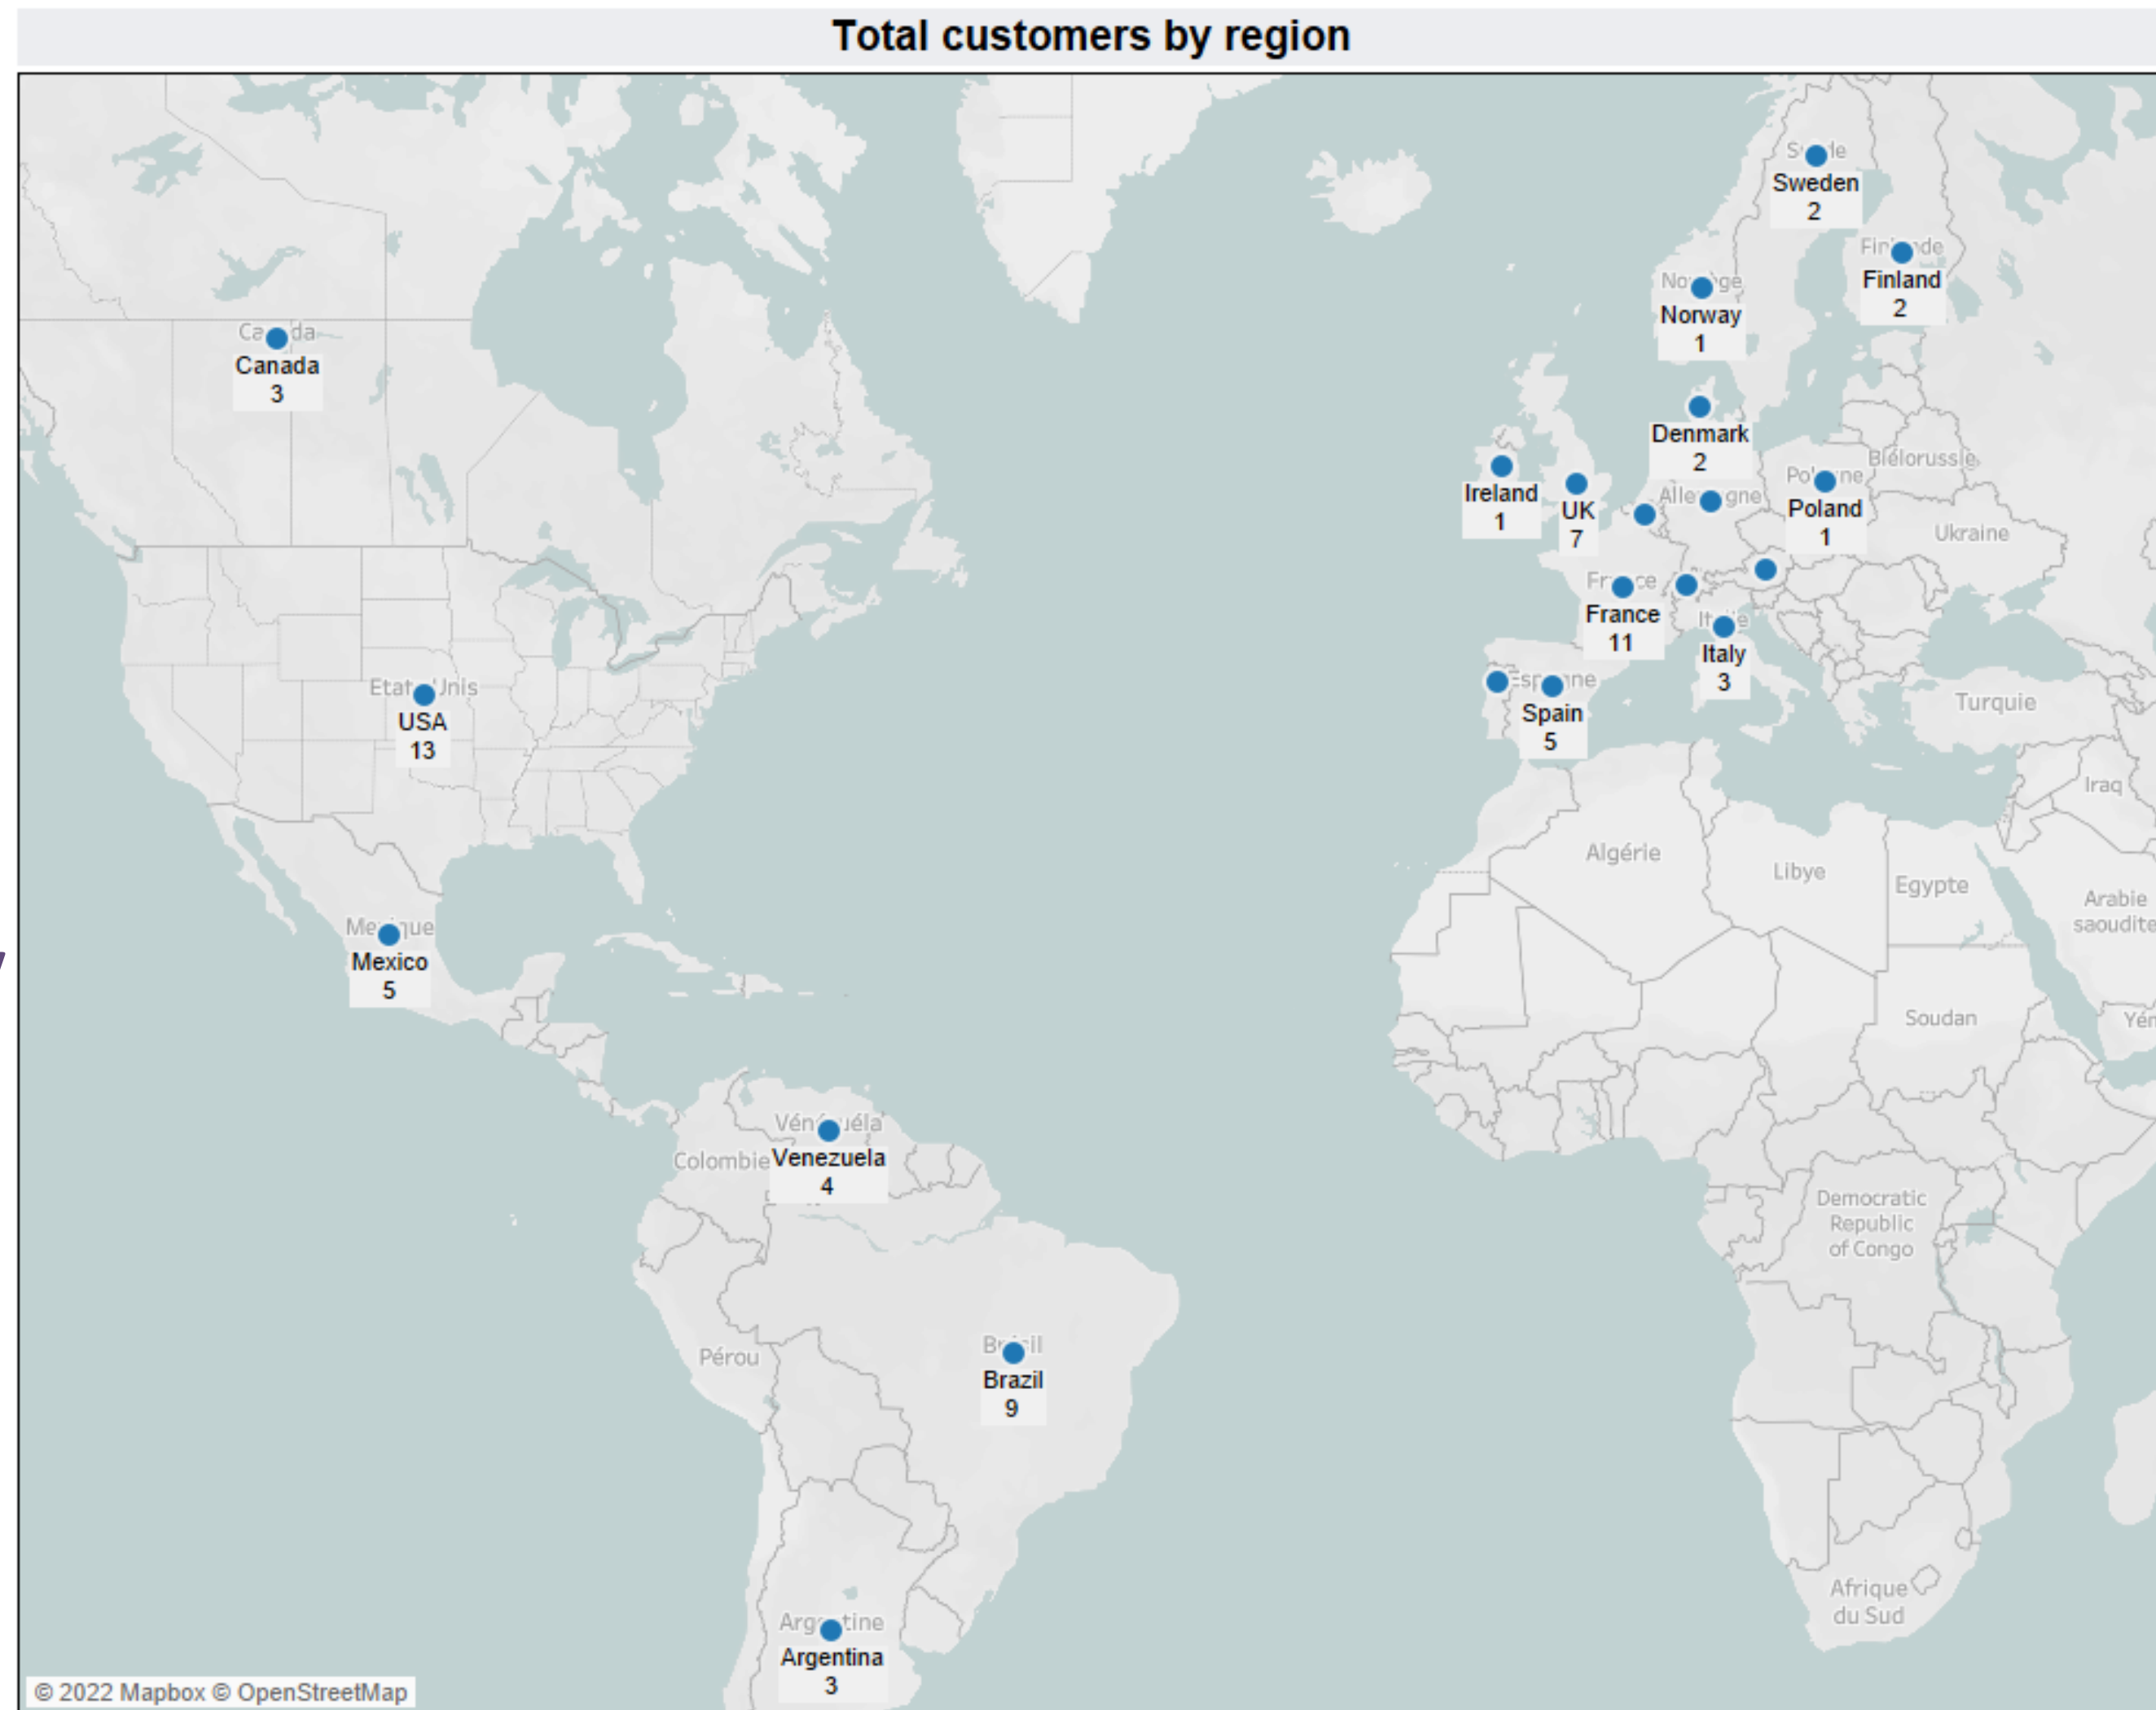 Total customers by region
Sweden
2
Finland
2
Norway
1
Canada
3
Denmark
2
Biélorussie
Ireland
1
UK
7
Poland
1
Ukraine
France
11
Italy
3
USA
13
Spain
5
Turquie
Iraq
Algérie
Libye
Egypte
Arabie
saoudite
Mexico
5
Soudan
Colombie
Venezuela
4
Democratic
Republic
of Congo
Pérou
Brazil
9
Afrique
du Sud
Argentina
3
© 2022 Mapbox © OpenStreetMap